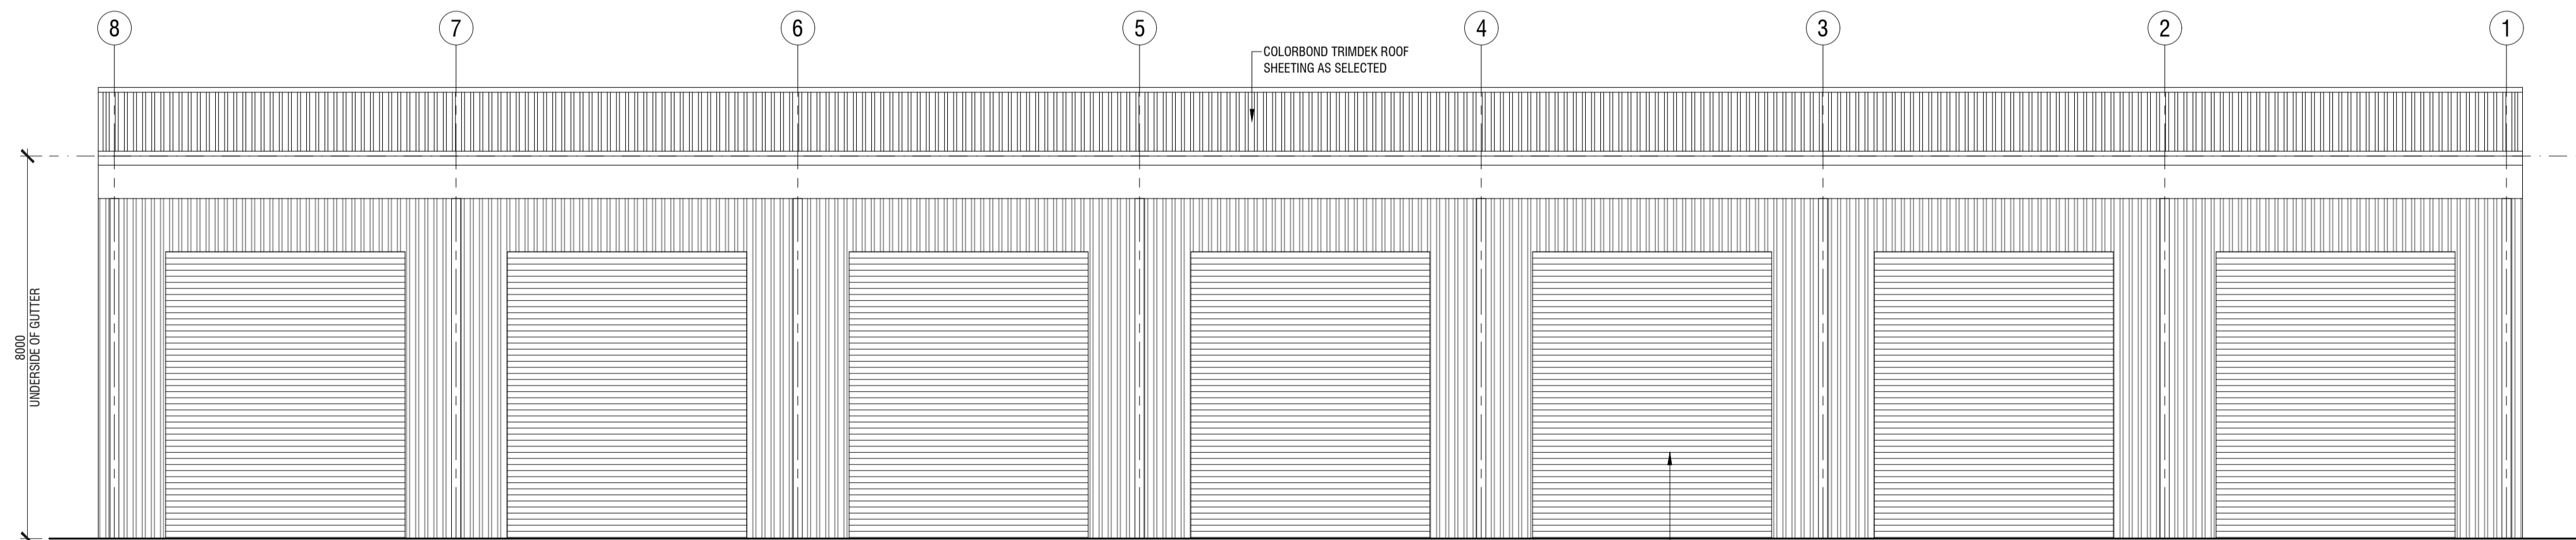 8 7 6 5 4 3 2 1
COLORBOND TRIMDEK ROOF
SHEETING AS SELECTED
8000
UNDERSIDE OF GUTTER